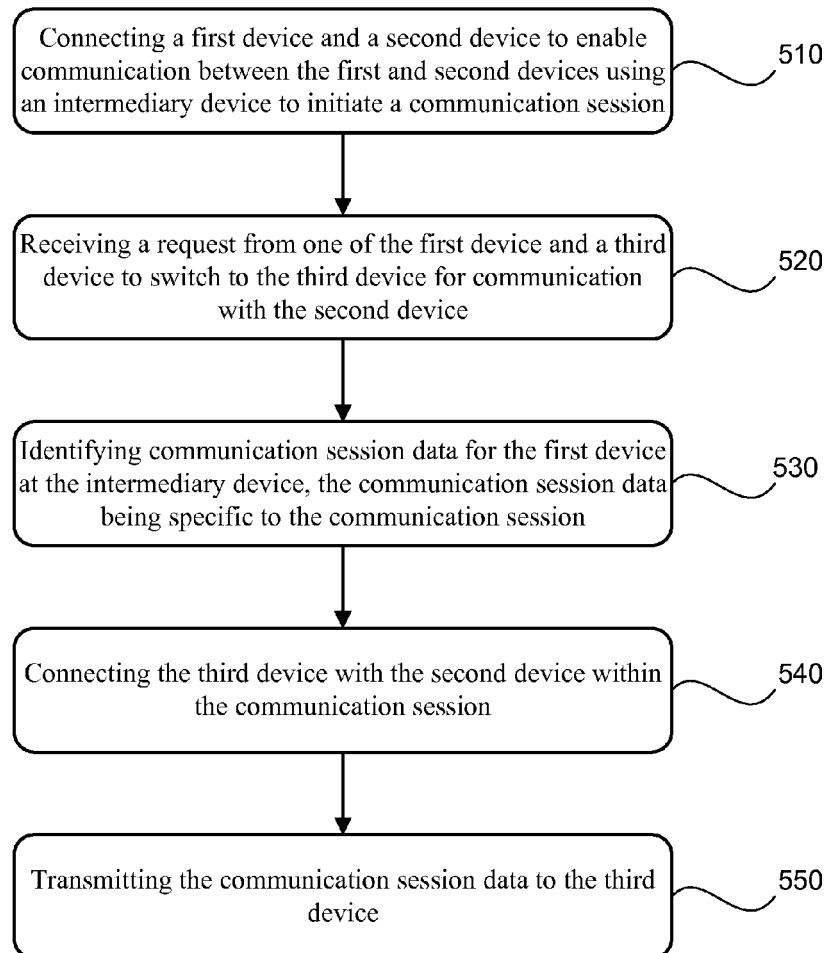 Connecting a first device and a second device to enable
communication between the first and second devices using
an intermediary device to initiate a communication session
510
Receiving a request from one of the first device and a third
device to switch to the third device for communication
with the second device
520
Identifying communication session data for the first device
at the intermediary device, the communication session data
being specific to the communication session
530
Connecting the third device with the second device within
the communication session
540
Transmitting the communication session data to the third
device
550